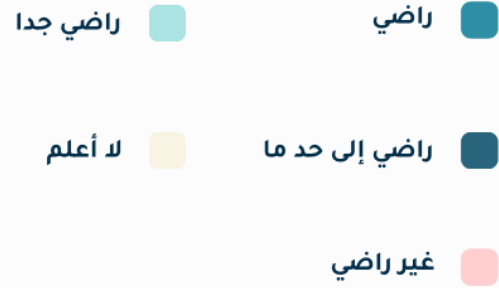 راضي
راضي جدا
راضي إلى حد ما
لا أعلم
غير راضي